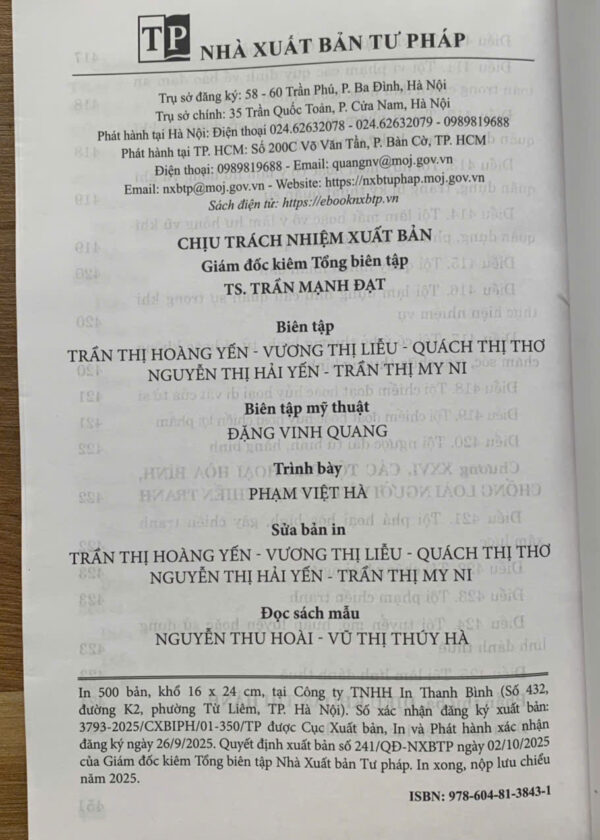 TP NHÀ XUẤT BẢN TƯ PHÁP
Trụ sở đăng ký: 58 - 60 Trần Phú, P. Ba Đình, Hà Nội
Trụ sở chính: 35 Trần Quốc Toản, P. Cửa Nam, Hà Nội
Phát hành tại Hà Nội: Điện thoại 024.62632078 - 024.62632079 - 0989819688
Phát hành tại TP. HCM: Số 200C Võ Văn Tần, P. Bàn Cờ, TP. HCM
Điện thoại: 0989819688 - Email: quangnv@moj.gov.vn
Email: nxbtp@moj.gov.vn - Website: https://nxbtuphap.moj.gov.vn
Sách điện tử: https://ebooknxbtp.vn
CHỊU TRÁCH NHIỆM XUẤT BẢN
Giám đốc kiêm Tổng biên tập
TS. TRẦN MẠNH ĐẠT
Biên tập
TRẦN THỊ HOÀNG YẾN - VƯƠNG THỊ LIỄU - QUÁCH THỊ THƠ
NGUYỄN THỊ HẢI YẾN - TRẦN THỊ MY NI
Biên tập mỹ thuật
ĐẶNG VINH QUANG
Trình bày
PHẠM VIỆT HÀ
Sửa bản in
TRẦN THỊ HOÀNG YẾN - VƯƠNG THỊ LIỄU - QUÁCH THỊ THƠ
NGUYỄN THỊ HẢI YẾN - TRẦN THỊ MY NI
Đọc sách mẫu
NGUYỄN THU HOÀI - VŨ THỊ THÚY HÀ
In 500 bản, khổ 16 x 24 cm, tại Công ty TNHH In Thanh Bình (Số 432,
đường K2, phường Từ Liêm, TP. Hà Nội). Số xác nhận đăng ký xuất bản:
3793-2025/CXBIPH/01-350/TP được Cục Xuất bản, In và Phát hành xác nhận
đăng ký ngày 26/9/2025. Quyết định xuất bản số 241/QĐ-NXBTP ngày 02/10/2025
của Giám đốc kiêm Tổng biên tập Nhà Xuất bản Tư pháp. In xong, nộp lưu chiểu
năm 2025.
ISBN: 978-604-81-3843-1